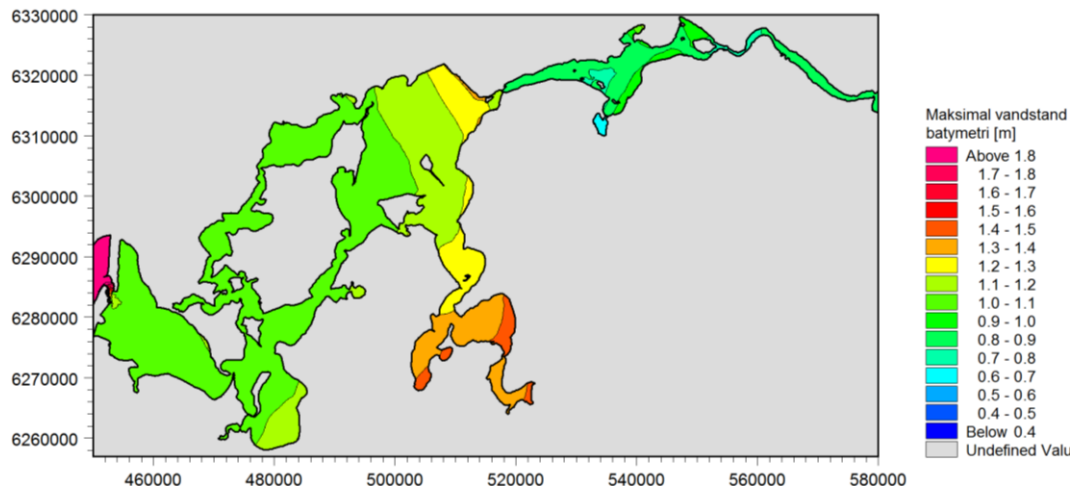 6330000
6320000
6310000
6300000
6290000
6280000
6270000
6260000
460000 480000 500000 520000 540000 560000 580000
Maksimal vandstand
batymetri [m]
Above 1.8
1.7 - 1.8
1.6 - 1.7
1.5 - 1.6
1.4 - 1.5
1.3 - 1.4
1.2 - 1.3
1.1 - 1.2
1.0 - 1.1
0.9 - 1.0
0.8 - 0.9
0.7 - 0.8
0.6 - 0.7
0.5 - 0.6
0.4 - 0.5
Below 0.4
Undefined Valu